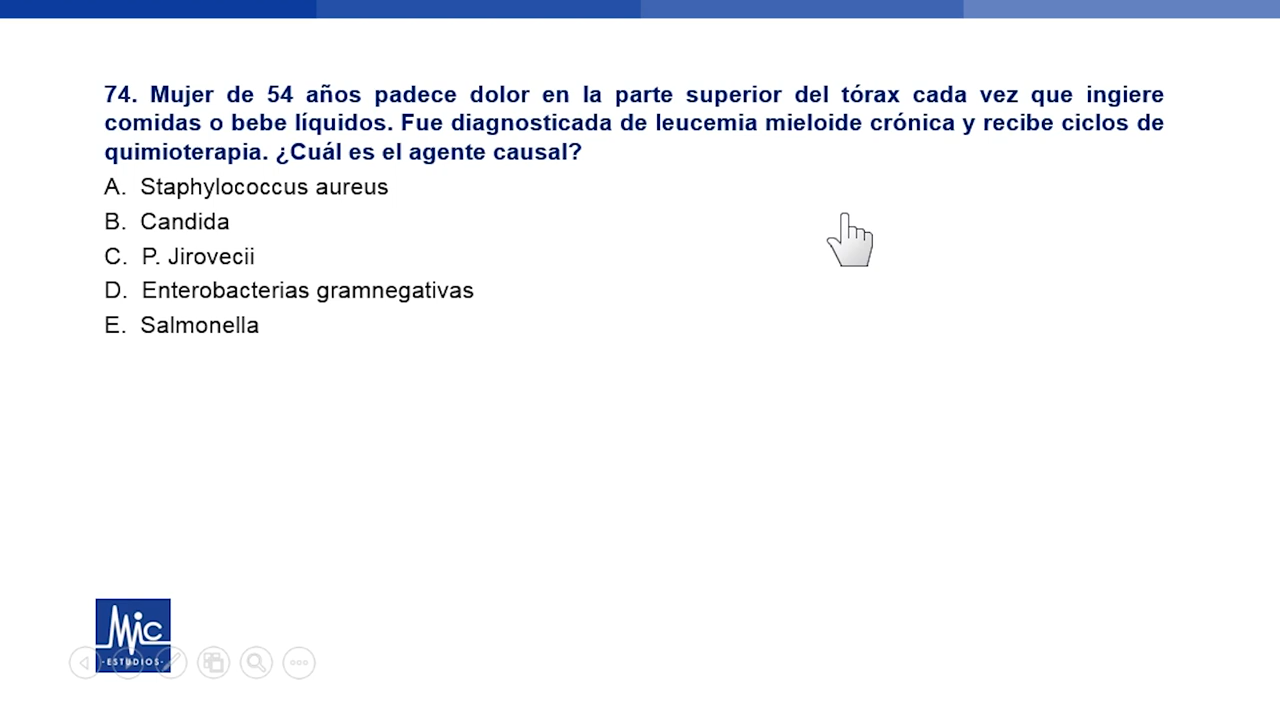 74. Mujer de 54 años padece dolor en la parte superior del tórax cada vez que ingiere
comidas o bebe líquidos. Fue diagnosticada de leucemia mieloide crónica y recibe ciclos de
quimioterapia. ¿Cuál es el agente causal?
A. Staphylococcus aureus
B. Candida
C. P. Jirovecii
D. Enterobacterias gramnegativas
E. Salmonella
Mic
·ESTUDIOS·